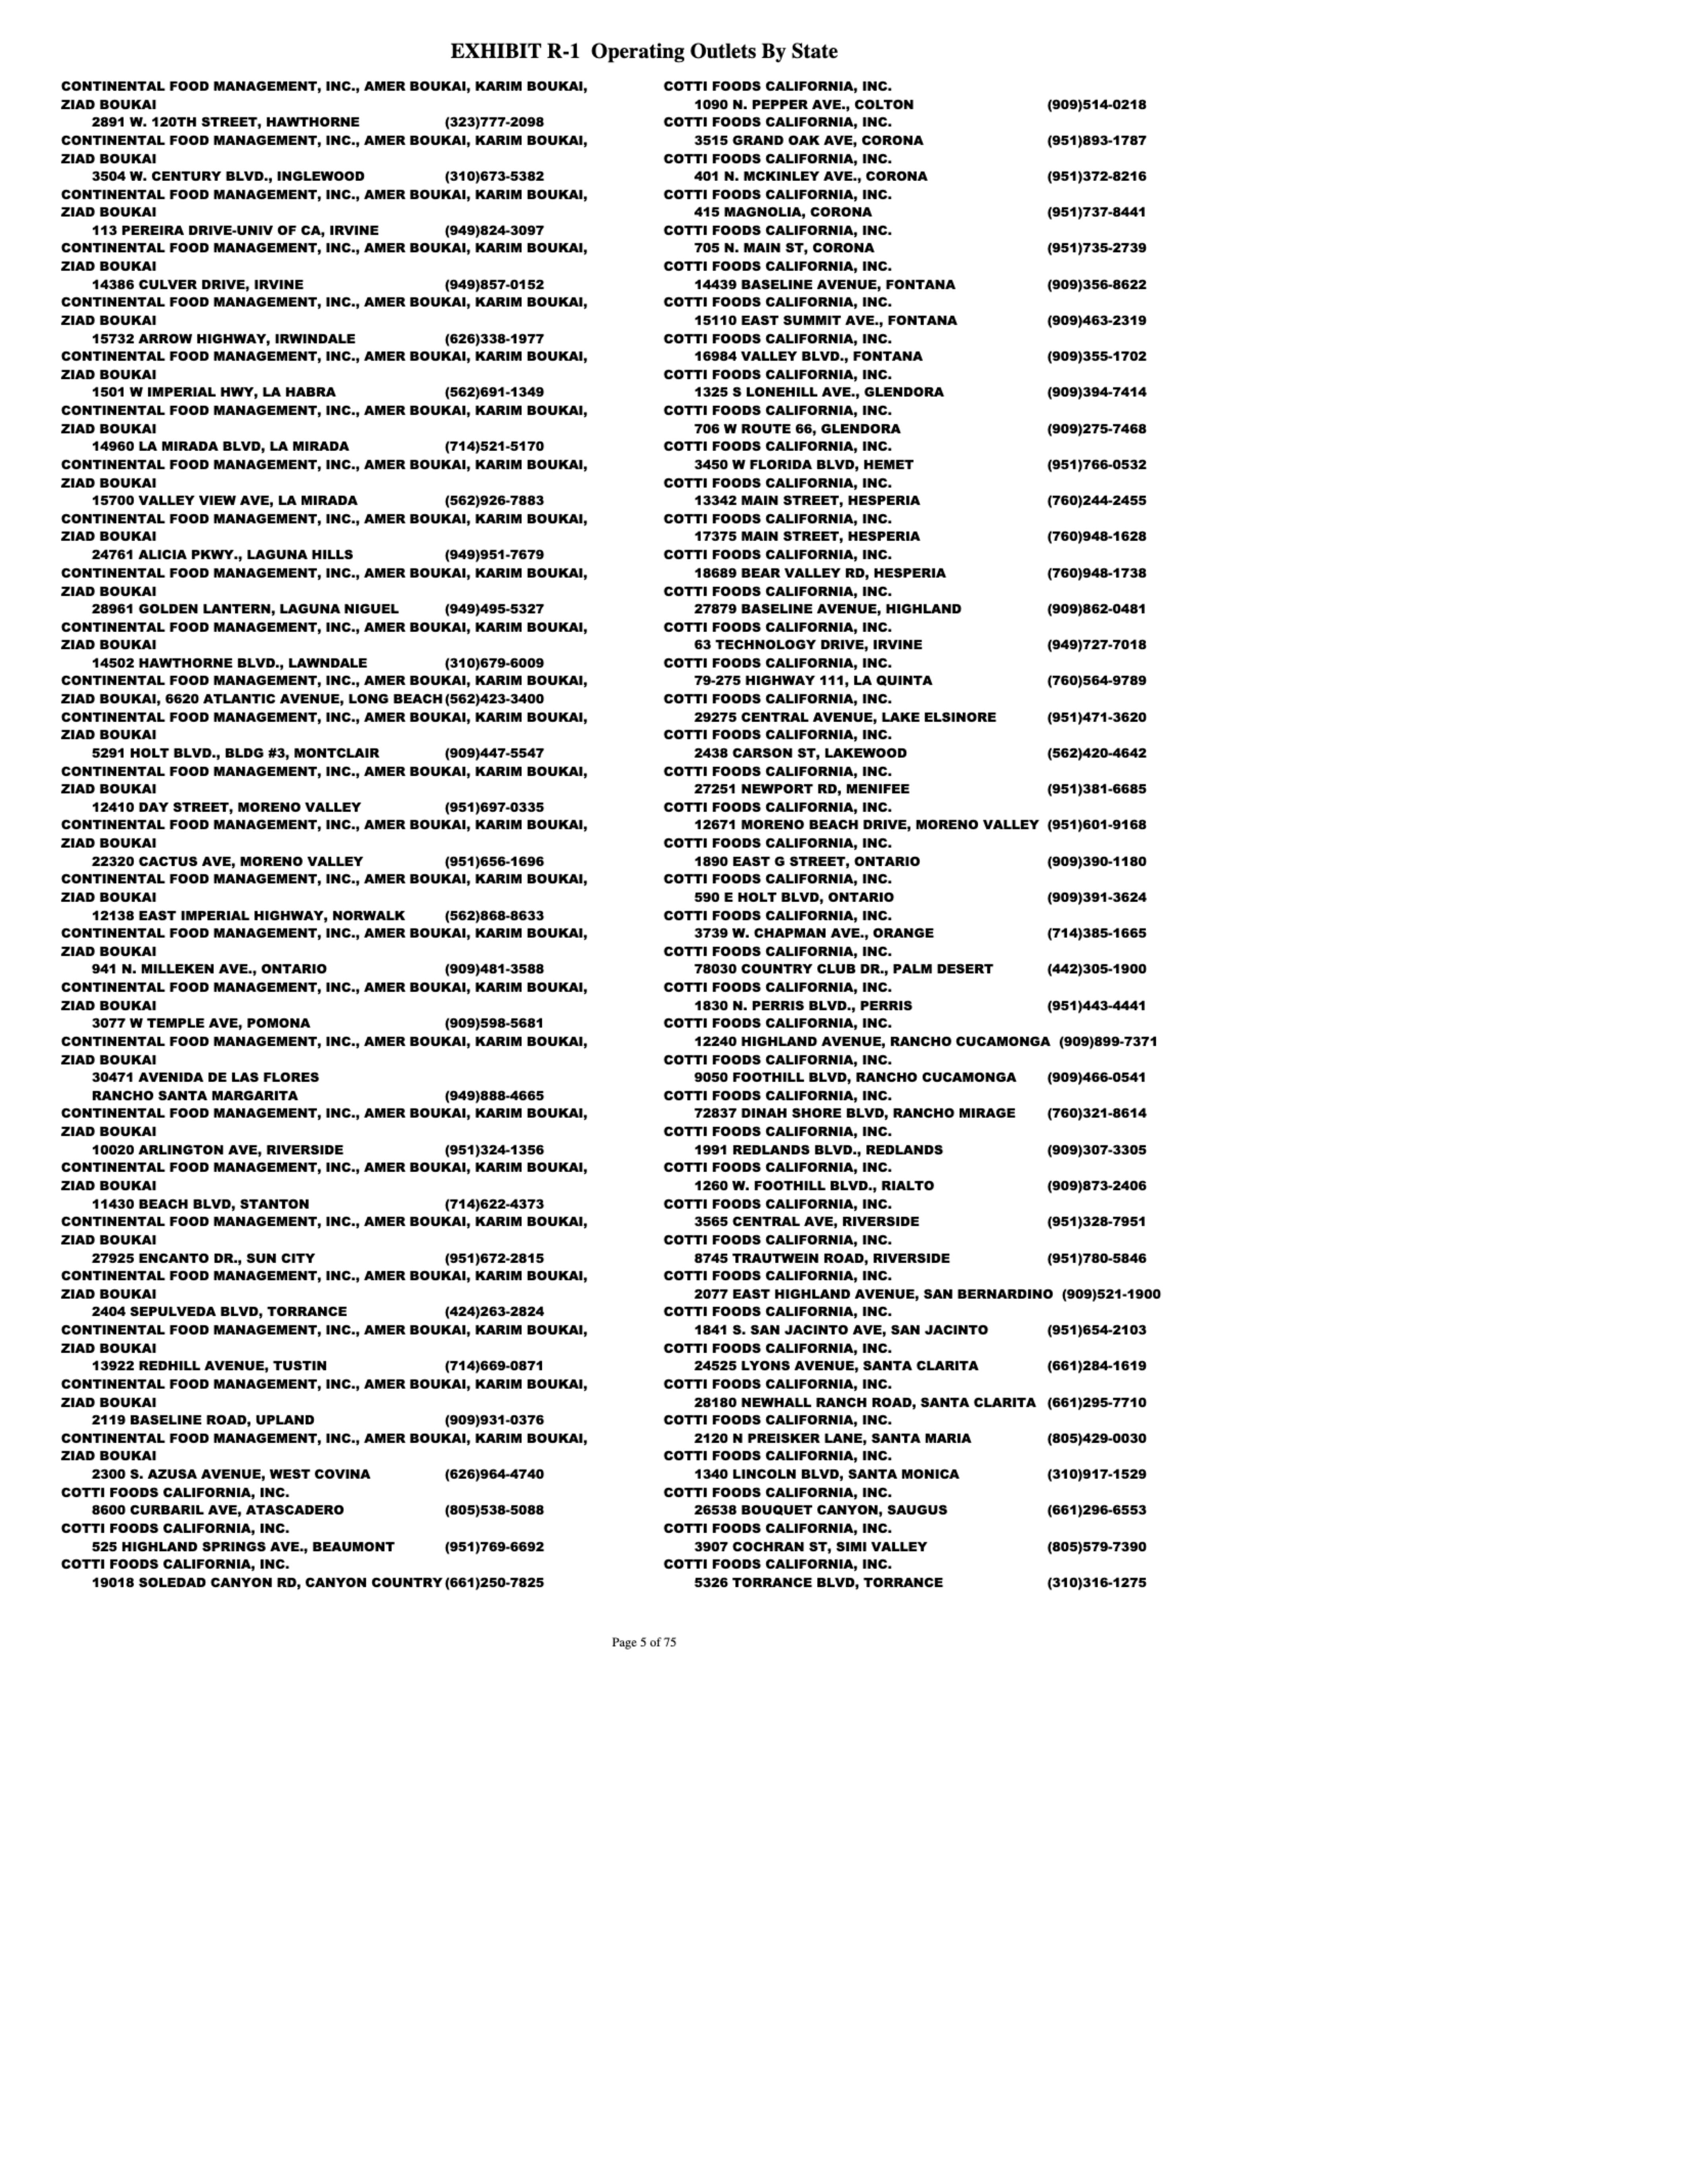 EXHIBIT R-1 Operating Outlets By State
CONTINENTAL FOOD MANAGEMENT, INC., AMER BOUKAI, KARIM BOUKAI,
ZIAD BOUKAI
2891 W. 120TH STREET, HAWTHORNE (323)777-2098
CONTINENTAL FOOD MANAGEMENT, INC., AMER BOUKAI, KARIM BOUKAI,
ZIAD BOUKAI
3504 W. CENTURY BLVD., INGLEWOOD (310)673-5382
CONTINENTAL FOOD MANAGEMENT, INC., AMER BOUKAI, KARIM BOUKAI,
ZIAD BOUKAI
113 PEREIRA DRIVE-UNIV OF CA, IRVINE (949)824-3097
CONTINENTAL FOOD MANAGEMENT, INC., AMER BOUKAI, KARIM BOUKAI,
ZIAD BOUKAI
14386 CULVER DRIVE, IRVINE (949)857-0152
CONTINENTAL FOOD MANAGEMENT, INC., AMER BOUKAI, KARIM BOUKAI,
ZIAD BOUKAI
15732 ARROW HIGHWAY, IRWINDALE (626)338-1977
CONTINENTAL FOOD MANAGEMENT, INC., AMER BOUKAI, KARIM BOUKAI,
ZIAD BOUKAI
1501 W IMPERIAL HWY, LA HABRA (562)691-1349
CONTINENTAL FOOD MANAGEMENT, INC., AMER BOUKAI, KARIM BOUKAI,
ZIAD BOUKAI
14960 LA MIRADA BLVD, LA MIRADA (714)521-5170
CONTINENTAL FOOD MANAGEMENT, INC., AMER BOUKAI, KARIM BOUKAI,
ZIAD BOUKAI
15700 VALLEY VIEW AVE, LA MIRADA (562)926-7883
CONTINENTAL FOOD MANAGEMENT, INC., AMER BOUKAI, KARIM BOUKAI,
ZIAD BOUKAI
24761 ALICIA PKWY., LAGUNA HILLS (949)951-7679
CONTINENTAL FOOD MANAGEMENT, INC., AMER BOUKAI, KARIM BOUKAI,
ZIAD BOUKAI
28961 GOLDEN LANTERN, LAGUNA NIGUEL (949)495-5327
CONTINENTAL FOOD MANAGEMENT, INC., AMER BOUKAI, KARIM BOUKAI,
ZIAD BOUKAI
14502 HAWTHORNE BLVD., LAWNDALE (310)679-6009
CONTINENTAL FOOD MANAGEMENT, INC., AMER BOUKAI, KARIM BOUKAI,
ZIAD BOUKAI, 6620 ATLANTIC AVENUE, LONG BEACH (562)423-3400
CONTINENTAL FOOD MANAGEMENT, INC., AMER BOUKAI, KARIM BOUKAI,
ZIAD BOUKAI
5291 HOLT BLVD., BLDG #3, MONTCLAIR (909)447-5547
CONTINENTAL FOOD MANAGEMENT, INC., AMER BOUKAI, KARIM BOUKAI,
ZIAD BOUKAI
12410 DAY STREET, MORENO VALLEY (951)697-0335
CONTINENTAL FOOD MANAGEMENT, INC., AMER BOUKAI, KARIM BOUKAI,
ZIAD BOUKAI
22320 CACTUS AVE, MORENO VALLEY (951)656-1696
CONTINENTAL FOOD MANAGEMENT, INC., AMER BOUKAI, KARIM BOUKAI,
ZIAD BOUKAI
12138 EAST IMPERIAL HIGHWAY, NORWALK (562)868-8633
CONTINENTAL FOOD MANAGEMENT, INC., AMER BOUKAI, KARIM BOUKAI,
ZIAD BOUKAI
941 N. MILLEKEN AVE., ONTARIO (909)481-3588
CONTINENTAL FOOD MANAGEMENT, INC., AMER BOUKAI, KARIM BOUKAI,
ZIAD BOUKAI
3077 W TEMPLE AVE, POMONA (909)598-5681
CONTINENTAL FOOD MANAGEMENT, INC., AMER BOUKAI, KARIM BOUKAI,
ZIAD BOUKAI
30471 AVENIDA DE LAS FLORES
RANCHO SANTA MARGARITA (949)888-4665
CONTINENTAL FOOD MANAGEMENT, INC., AMER BOUKAI, KARIM BOUKAI,
ZIAD BOUKAI
10020 ARLINGTON AVE, RIVERSIDE (951)324-1356
CONTINENTAL FOOD MANAGEMENT, INC., AMER BOUKAI, KARIM BOUKAI,
ZIAD BOUKAI
11430 BEACH BLVD, STANTON (714)622-4373
CONTINENTAL FOOD MANAGEMENT, INC., AMER BOUKAI, KARIM BOUKAI,
ZIAD BOUKAI
27925 ENCANTO DR., SUN CITY (951)672-2815
CONTINENTAL FOOD MANAGEMENT, INC., AMER BOUKAI, KARIM BOUKAI,
ZIAD BOUKAI
2404 SEPULVEDA BLVD, TORRANCE (424)263-2824
CONTINENTAL FOOD MANAGEMENT, INC., AMER BOUKAI, KARIM BOUKAI,
ZIAD BOUKAI
13922 REDHILL AVENUE, TUSTIN (714)669-0871
CONTINENTAL FOOD MANAGEMENT, INC., AMER BOUKAI, KARIM BOUKAI,
ZIAD BOUKAI
2119 BASELINE ROAD, UPLAND (909)931-0376
CONTINENTAL FOOD MANAGEMENT, INC., AMER BOUKAI, KARIM BOUKAI,
ZIAD BOUKAI
2300 S. AZUSA AVENUE, WEST COVINA (626)964-4740
COTTI FOODS CALIFORNIA, INC.
8600 CURBARIL AVE, ATASCADERO (805)538-5088
COTTI FOODS CALIFORNIA, INC.
525 HIGHLAND SPRINGS AVE., BEAUMONT (951)769-6692
COTTI FOODS CALIFORNIA, INC.
19018 SOLEDAD CANYON RD, CANYON COUNTRY (661)250-7825
COTTI FOODS CALIFORNIA, INC.
1090 N. PEPPER AVE., COLTON (909)514-0218
COTTI FOODS CALIFORNIA, INC.
3515 GRAND OAK AVE, CORONA (951)893-1787
COTTI FOODS CALIFORNIA, INC.
401 N. MCKINLEY AVE., CORONA (951)372-8216
COTTI FOODS CALIFORNIA, INC.
415 MAGNOLIA, CORONA (951)737-8441
COTTI FOODS CALIFORNIA, INC.
705 N. MAIN ST, CORONA (951)735-2739
COTTI FOODS CALIFORNIA, INC.
14439 BASELINE AVENUE, FONTANA (909)356-8622
COTTI FOODS CALIFORNIA, INC.
15110 EAST SUMMIT AVE., FONTANA (909)463-2319
COTTI FOODS CALIFORNIA, INC.
16984 VALLEY BLVD., FONTANA (909)355-1702
COTTI FOODS CALIFORNIA, INC.
1325 S LONEHILL AVE., GLENDORA (909)394-7414
COTTI FOODS CALIFORNIA, INC.
706 W ROUTE 66, GLENDORA (909)275-7468
COTTI FOODS CALIFORNIA, INC.
3450 W FLORIDA BLVD, HEMET (951)766-0532
COTTI FOODS CALIFORNIA, INC.
13342 MAIN STREET, HESPERIA (760)244-2455
COTTI FOODS CALIFORNIA, INC.
17375 MAIN STREET, HESPERIA (760)948-1628
COTTI FOODS CALIFORNIA, INC.
18689 BEAR VALLEY RD, HESPERIA (760)948-1738
COTTI FOODS CALIFORNIA, INC.
27879 BASELINE AVENUE, HIGHLAND (909)862-0481
COTTI FOODS CALIFORNIA, INC.
63 TECHNOLOGY DRIVE, IRVINE (949)727-7018
COTTI FOODS CALIFORNIA, INC.
79-275 HIGHWAY 111, LA QUINTA (760)564-9789
COTTI FOODS CALIFORNIA, INC.
29275 CENTRAL AVENUE, LAKE ELSINORE (951)471-3620
COTTI FOODS CALIFORNIA, INC.
2438 CARSON ST, LAKEWOOD (562)420-4642
COTTI FOODS CALIFORNIA, INC.
27251 NEWPORT RD, MENIFEE (951)381-6685
COTTI FOODS CALIFORNIA, INC.
12671 MORENO BEACH DRIVE, MORENO VALLEY (951)601-9168
COTTI FOODS CALIFORNIA, INC.
1890 EAST G STREET, ONTARIO (909)390-1180
COTTI FOODS CALIFORNIA, INC.
590 E HOLT BLVD, ONTARIO (909)391-3624
COTTI FOODS CALIFORNIA, INC.
3739 W. CHAPMAN AVE., ORANGE (714)385-1665
COTTI FOODS CALIFORNIA, INC.
78030 COUNTRY CLUB DR., PALM DESERT (442)305-1900
COTTI FOODS CALIFORNIA, INC.
1830 N. PERRIS BLVD., PERRIS (951)443-4441
COTTI FOODS CALIFORNIA, INC.
12240 HIGHLAND AVENUE, RANCHO CUCAMONGA (909)899-7371
COTTI FOODS CALIFORNIA, INC.
9050 FOOTHILL BLVD, RANCHO CUCAMONGA (909)466-0541
COTTI FOODS CALIFORNIA, INC.
72837 DINAH SHORE BLVD, RANCHO MIRAGE (760)321-8614
COTTI FOODS CALIFORNIA, INC.
1991 REDLANDS BLVD., REDLANDS (909)307-3305
COTTI FOODS CALIFORNIA, INC.
1260 W. FOOTHILL BLVD., RIALTO (909)873-2406
COTTI FOODS CALIFORNIA, INC.
3565 CENTRAL AVE, RIVERSIDE (951)328-7951
COTTI FOODS CALIFORNIA, INC.
8745 TRAUTWEIN ROAD, RIVERSIDE (951)780-5846
COTTI FOODS CALIFORNIA, INC.
2077 EAST HIGHLAND AVENUE, SAN BERNARDINO (909)521-1900
COTTI FOODS CALIFORNIA, INC.
1841 S. SAN JACINTO AVE, SAN JACINTO (951)654-2103
COTTI FOODS CALIFORNIA, INC.
24525 LYONS AVENUE, SANTA CLARITA (661)284-1619
COTTI FOODS CALIFORNIA, INC.
28180 NEWHALL RANCH ROAD, SANTA CLARITA (661)295-7710
COTTI FOODS CALIFORNIA, INC.
2120 N PREISKER LANE, SANTA MARIA (805)429-0030
COTTI FOODS CALIFORNIA, INC.
1340 LINCOLN BLVD, SANTA MONICA (310)917-1529
COTTI FOODS CALIFORNIA, INC.
26538 BOUQUET CANYON, SAUGUS (661)296-6553
COTTI FOODS CALIFORNIA, INC.
3907 COCHRAN ST, SIMI VALLEY (805)579-7390
COTTI FOODS CALIFORNIA, INC.
5326 TORRANCE BLVD, TORRANCE (310)316-1275
Page 5 of 75